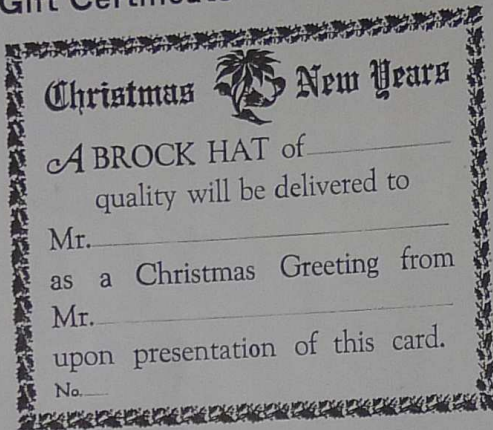 Gift Certificate
Christmas New Years
A BROCK HAT of
quality will be delivered to
Mr.
as a Christmas Greeting from
Mr.
upon presentation of this card.
No.